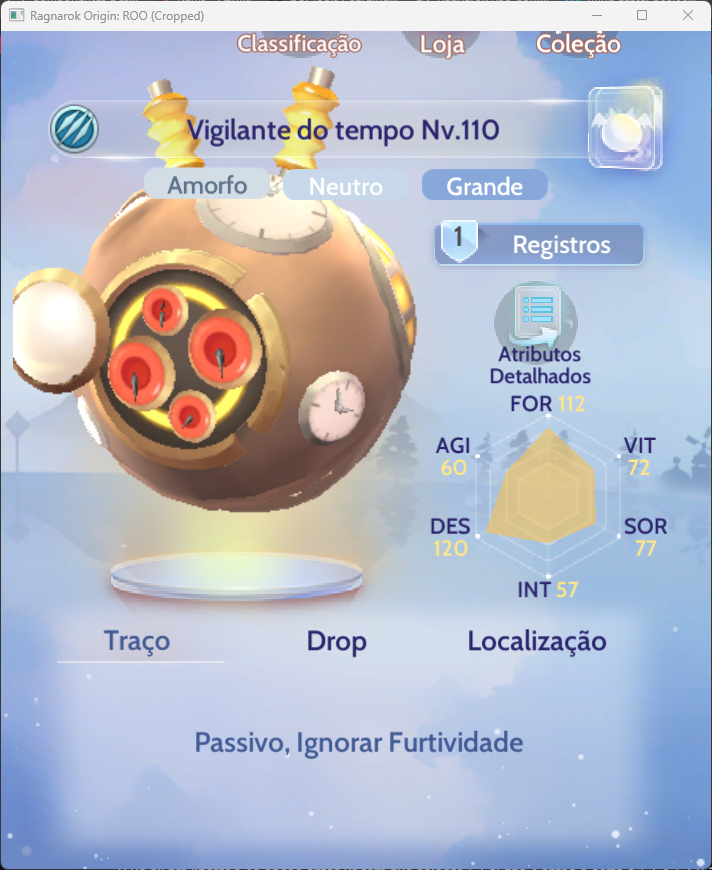 Ragnarok Origin: ROO (Cropped)
Classificação Loja Coleção
Vigilante do tempo Nv.110
Amorfo Neutro Grande
1 Registros
Atributos
Detalhados
FOR 112
AGI VIT
60 72
DES SOR
120 77
INT 57
Traço Drop Localização
Passivo, Ignorar Furtividade